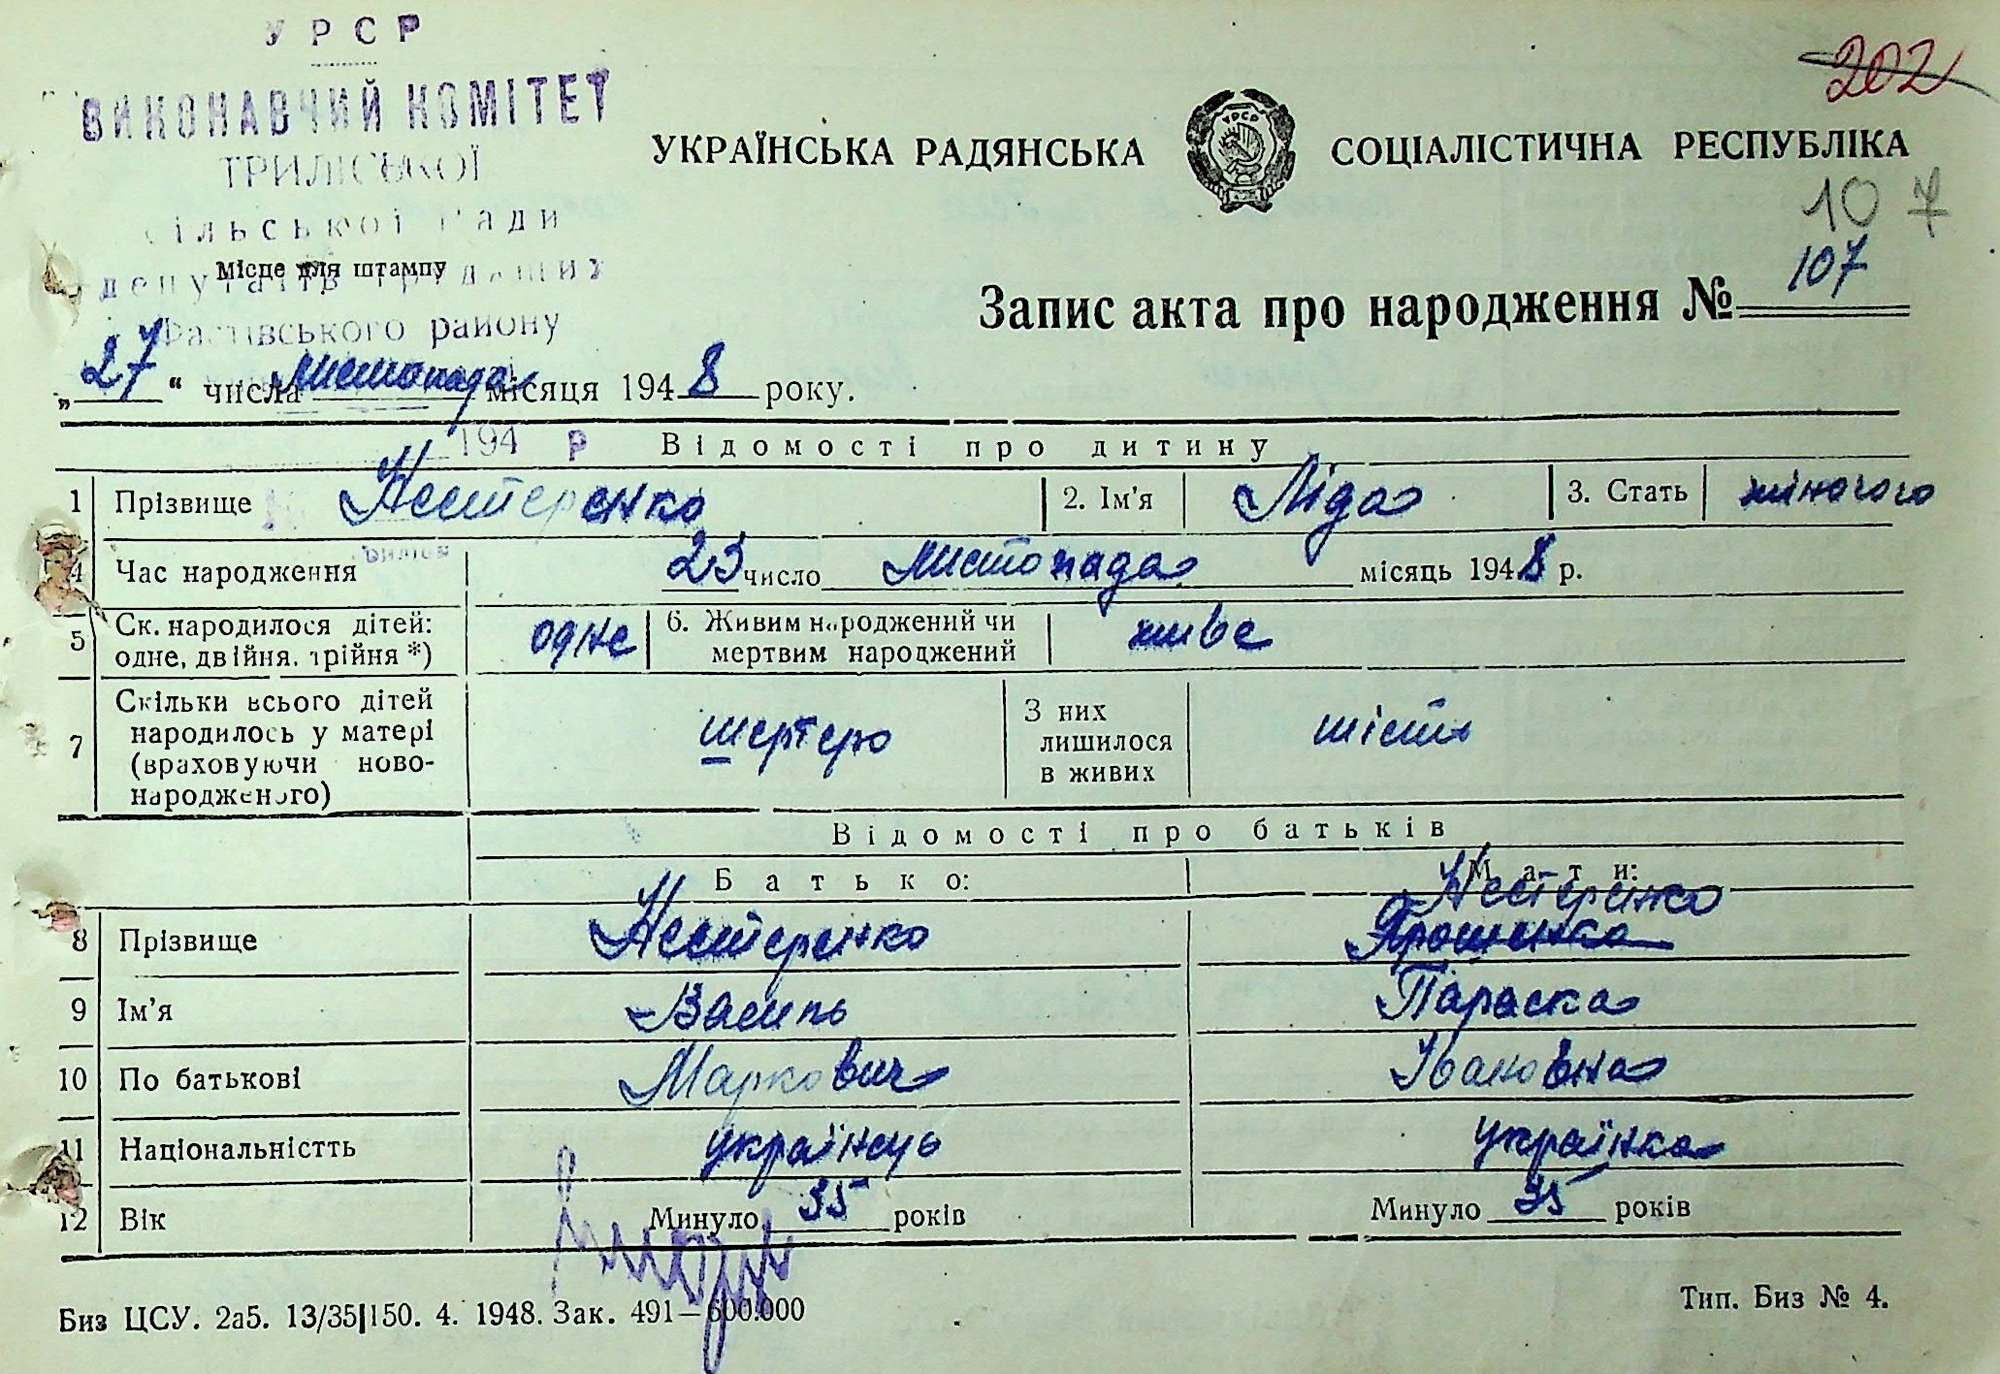 УРСР
ВИКОНАВЧИЙ КОМІТЕТ
ТРИЛІСЬКОЇ
сільської Ради
депутатів трудящих
Фастівського району
Місце для штампу
194 р
202
УКРАЇНСЬКА РАДЯНСЬКА СОЦІАЛІСТИЧНА РЕСПУБЛІКА
УРСР
107
Запис акта про народження № 107
„27“ числа листопада місяця 1948 року.
Відомості про дитину
1 Прізвище Нестеренко 2. Ім'я Ліда 3. Стать жіночого
4 Час народження 23 число листопада місяць 1948 р.
5 Ск. народилося дітей: одне 6. Живим народжений чи живе
одне, двійня, трійня *) мертвим народжений
7 Скільки всього дітей
народилось у матері
(враховуючи ново-
народженого)
З них
лишилося
в живих
шість
Відомості про батьків
Батько: Мати:
Нестеренко
8 Прізвище Нестеренко
9 Ім'я Василь Параска
10 По батькові Маркович Івановна
11 Національністть українець українка
12 Вік Минуло 35 років Минуло 35 років
Биз ЦСУ. 2а5. 13/35|150. 4. 1948. Зак. 491—600.000
Тип. Биз № 4.